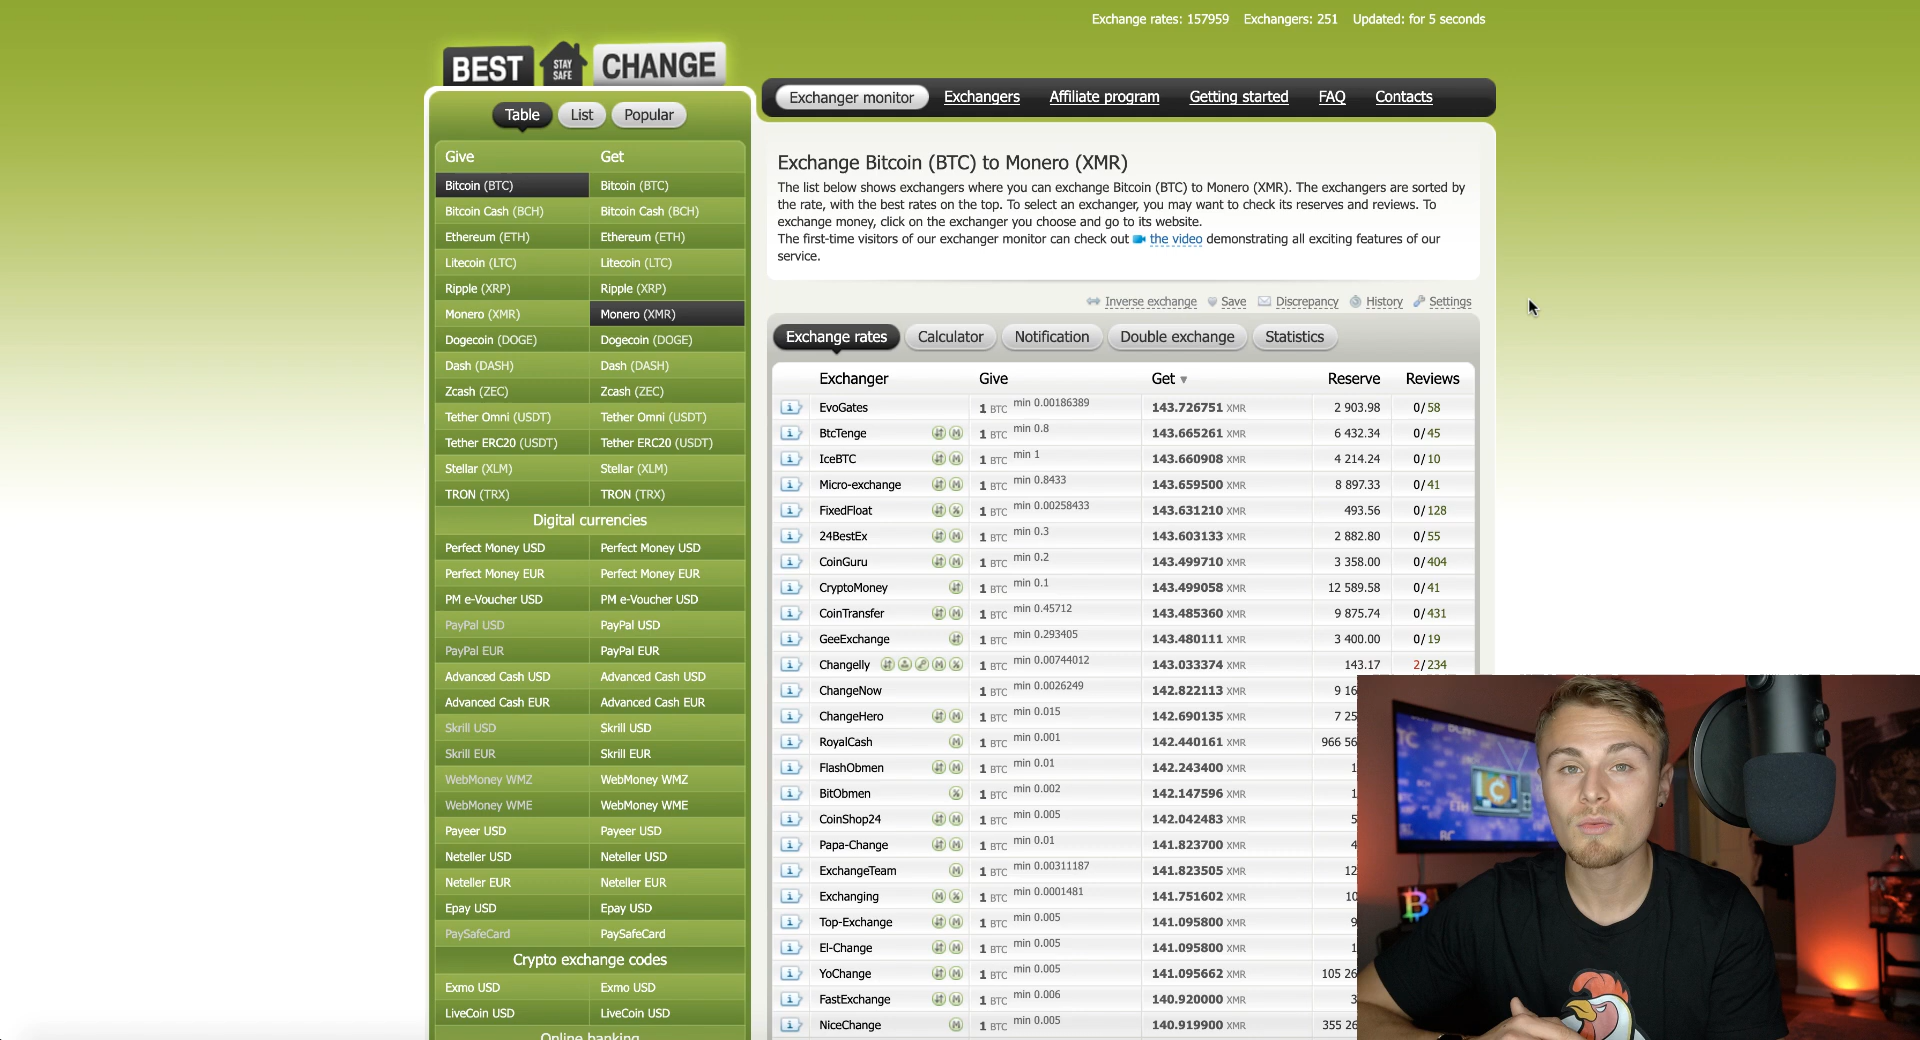 Exchange rates: 157959 Exchangers: 251 Updated: for 5 seconds
BEST STAY SAFE CHANGE
Exchanger monitor Exchangers Affiliate program Getting started FAQ Contacts
Table List Popular
Give Get
Bitcoin (BTC) Bitcoin (BTC)
Bitcoin Cash (BCH) Bitcoin Cash (BCH)
Ethereum (ETH) Ethereum (ETH)
Litecoin (LTC) Litecoin (LTC)
Ripple (XRP) Ripple (XRP)
Monero (XMR) Monero (XMR)
Dogecoin (DOGE) Dogecoin (DOGE)
Dash (DASH) Dash (DASH)
Zcash (ZEC) Zcash (ZEC)
Tether Omni (USDT) Tether Omni (USDT)
Tether ERC20 (USDT) Tether ERC20 (USDT)
Stellar (XLM) Stellar (XLM)
TRON (TRX) TRON (TRX)
Digital currencies
Perfect Money USD Perfect Money USD
Perfect Money EUR Perfect Money EUR
PM e-Voucher USD PM e-Voucher USD
PayPal USD PayPal USD
PayPal EUR PayPal EUR
Advanced Cash USD Advanced Cash USD
Advanced Cash EUR Advanced Cash EUR
Skrill USD Skrill USD
Skrill EUR Skrill EUR
WebMoney WMZ WebMoney WMZ
WebMoney WME WebMoney WME
Payeer USD Payeer USD
Neteller USD Neteller USD
Neteller EUR Neteller EUR
Epay USD Epay USD
PaySafeCard PaySafeCard
Crypto exchange codes
Exmo USD Exmo USD
LiveCoin USD LiveCoin USD
Online banking
Exchange Bitcoin (BTC) to Monero (XMR)
The list below shows exchangers where you can exchange Bitcoin (BTC) to Monero (XMR). The exchangers are sorted by
the rate, with the best rates on the top. To select an exchanger, you may want to check its reserves and reviews. To
exchange money, click on the exchanger you choose and go to its website.
The first-time visitors of our exchanger monitor can check out the video demonstrating all exciting features of our
service.
Inverse exchange Save Discrepancy History Settings
Exchange rates Calculator Notification Double exchange Statistics
Exchanger Give Get Reserve Reviews
EvoGates 1 BTC min 0.00186389 143.726751 XMR 2 903.98 0/58
BtcTenge 1 BTC min 0.8 143.665261 XMR 6 432.34 0/45
IceBTC 1 BTC min 1 143.660908 XMR 4 214.24 0/10
Micro-exchange 1 BTC min 0.8433 143.659500 XMR 8 897.33 0/41
FixedFloat 1 BTC min 0.00258433 143.631210 XMR 493.56 0/128
24BestEx 1 BTC min 0.3 143.603133 XMR 2 882.80 0/55
CoinGuru 1 BTC min 0.2 143.499710 XMR 3 358.00 0/404
CryptoMoney 1 BTC min 0.1 143.499058 XMR 12 589.58 0/41
CoinTransfer 1 BTC min 0.45712 143.485360 XMR 9 875.74 0/431
GeeExchange 1 BTC min 0.293405 143.480111 XMR 3 400.00 0/19
Changelly 1 BTC min 0.00744012 143.033374 XMR 143.17 2/234
ChangeNow 1 BTC min 0.0026249 142.822113 XMR 9 16
ChangeHero 1 BTC min 0.015 142.690135 XMR 7 25
RoyalCash 1 BTC min 0.001 142.440161 XMR 966 56
FlashObmen 1 BTC min 0.01 142.243400 XMR 1
BitObmen 1 BTC min 0.002 142.147596 XMR 1
CoinShop24 1 BTC min 0.005 142.042483 XMR 5
Papa-Change 1 BTC min 0.01 141.823700 XMR 4
ExchangeTeam 1 BTC min 0.00311187 141.823505 XMR 12
Exchanging 1 BTC min 0.0001481 141.751602 XMR 10
Top-Exchange 1 BTC min 0.005 141.095800 XMR 9
El-Change 1 BTC min 0.005 141.095800 XMR 1
YoChange 1 BTC min 0.005 141.095662 XMR 105 26
FastExchange 1 BTC min 0.006 140.920000 XMR 3
NiceChange 1 BTC min 0.005 140.919900 XMR 355 26